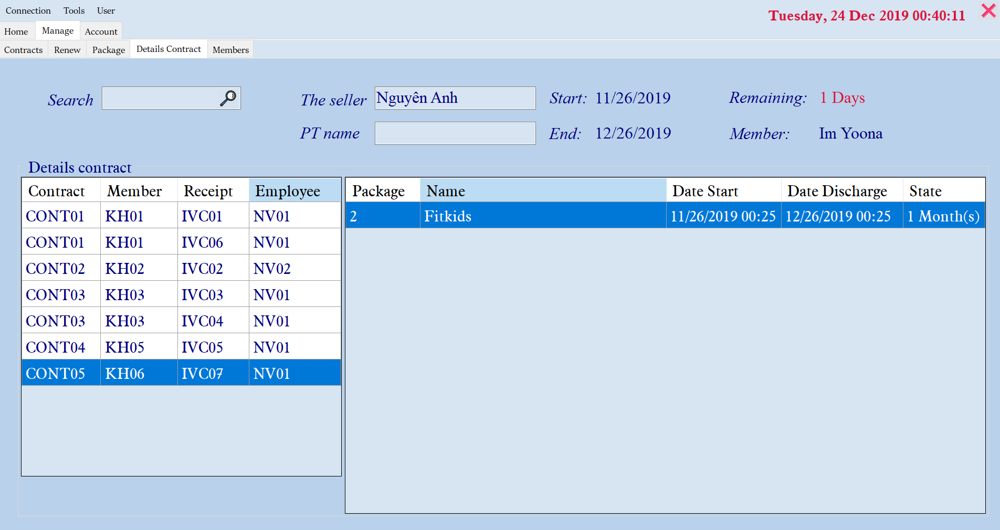 Connection Tools User
Tuesday, 24 Dec 2019 00:40:11
Home Manage Account
Contracts Renew Package Details Contract Members
Search The seller Nguyên Anh Start: 11/26/2019 Remaining: 1 Days
PT name End: 12/26/2019 Member: Im Yoona
Details contract
Contract Member Receipt Employee Package Name Date Start Date Discharge State
CONT01 KH01 IVC01 NV01 2 Fitkids 11/26/2019 00:25 12/26/2019 00:25 1 Month(s)
CONT01 KH01 IVC06 NV01
CONT02 KH02 IVC02 NV02
CONT03 KH03 IVC03 NV01
CONT03 KH03 IVC04 NV01
CONT04 KH05 IVC05 NV01
CONT05 KH06 IVC07 NV01